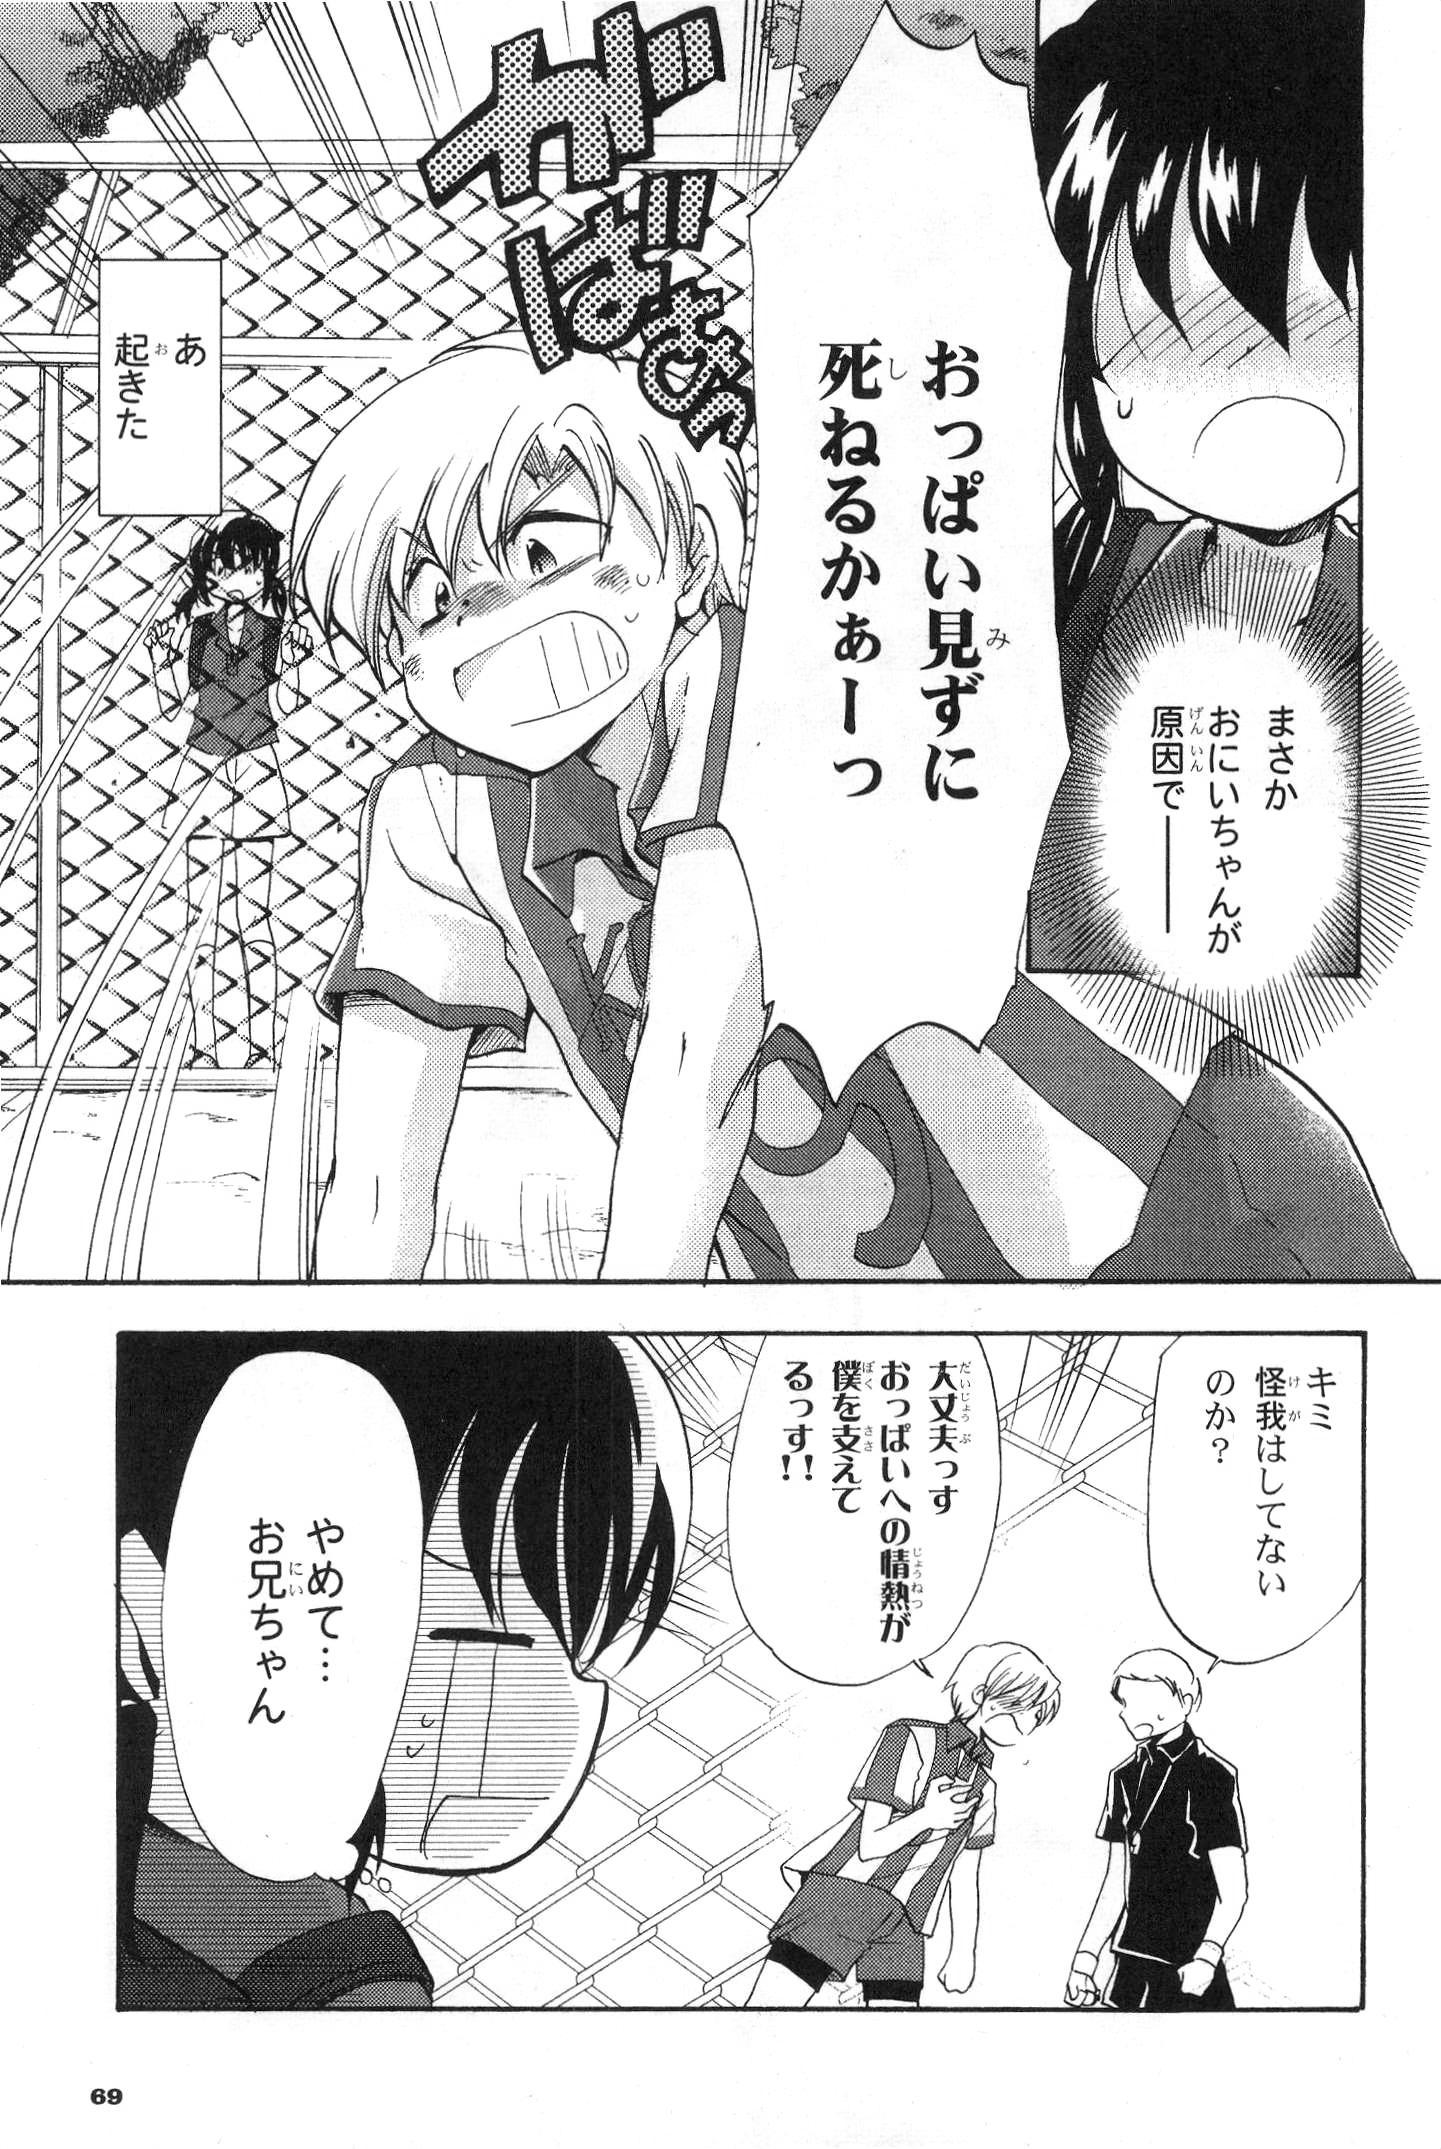 まさか
おにいちゃんが
原因で――
おっぱい見ずに
死ねるかぁーっ
ガバあっ
あ
起きた
キミ
怪我はしてない
のか？
大丈夫っす
おっぱいへの情熱が
僕を支えて
るっす!!
やめて…
お兄ちゃん
69